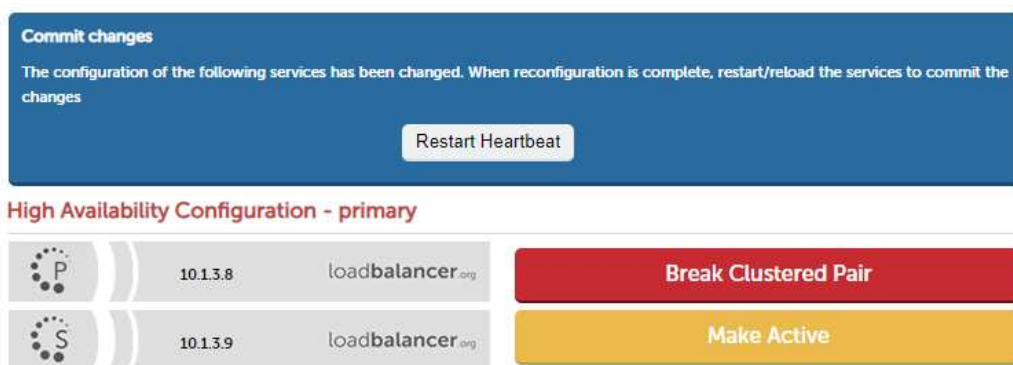 Commit changes
The configuration of the following services has been changed. When reconfiguration is complete, restart/reload the services to commit the
changes
Restart Heartbeat
High Availability Configuration - primary
P 10.1.3.8 loadbalancer.org Break Clustered Pair
S 10.1.3.9 loadbalancer.org Make Active